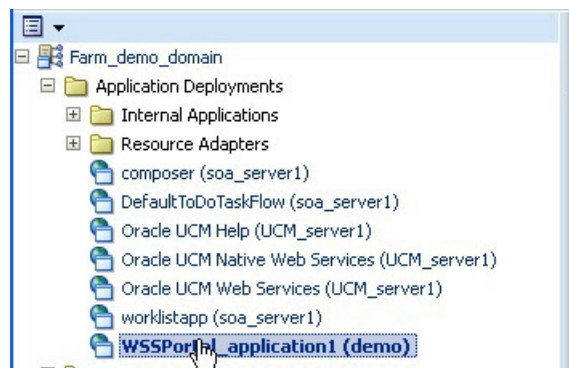 Farm_demo_domain
Application Deployments
Internal Applications
Resource Adapters
composer (soa_server1)
DefaultToDoTaskFlow (soa_server1)
Oracle UCM Help (UCM_server1)
Oracle UCM Native Web Services (UCM_server1)
Oracle UCM Web Services (UCM_server1)
worklistapp (soa_server1)
WSSPortal_application1 (demo)